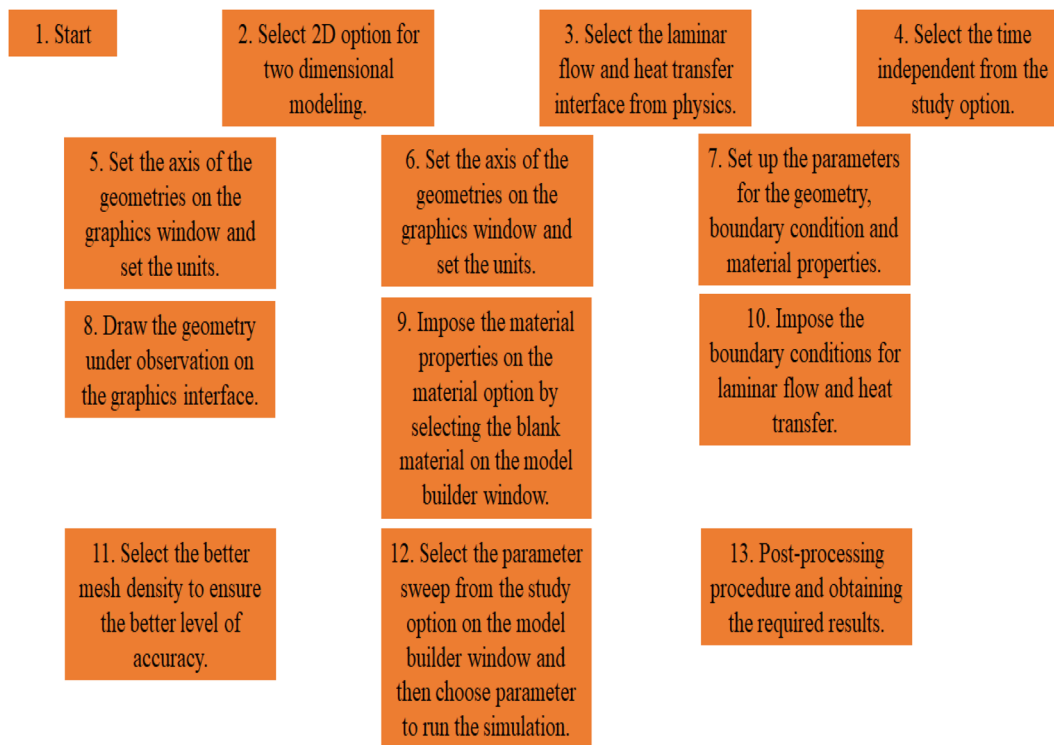 1. Start
2. Select 2D option for
two dimensional
modeling.
3. Select the laminar
flow and heat transfer
interface from physics.
4. Select the time
independent from the
study option.
5. Set the axis of the
geometries on the
graphics window and
set the units.
6. Set the axis of the
geometries on the
graphics window and
set the units.
7. Set up the parameters
for the geometry,
boundary condition and
material properties.
8. Draw the geometry
under observation on
the graphics interface.
9. Impose the material
properties on the
material option by
selecting the blank
material on the model
builder window.
10. Impose the
boundary conditions for
laminar flow and heat
transfer.
11. Select the better
mesh density to ensure
the better level of
accuracy.
12. Select the parameter
sweep from the study
option on the model
builder window and
then choose parameter
to run the simulation.
13. Post-processing
procedure and obtaining
the required results.